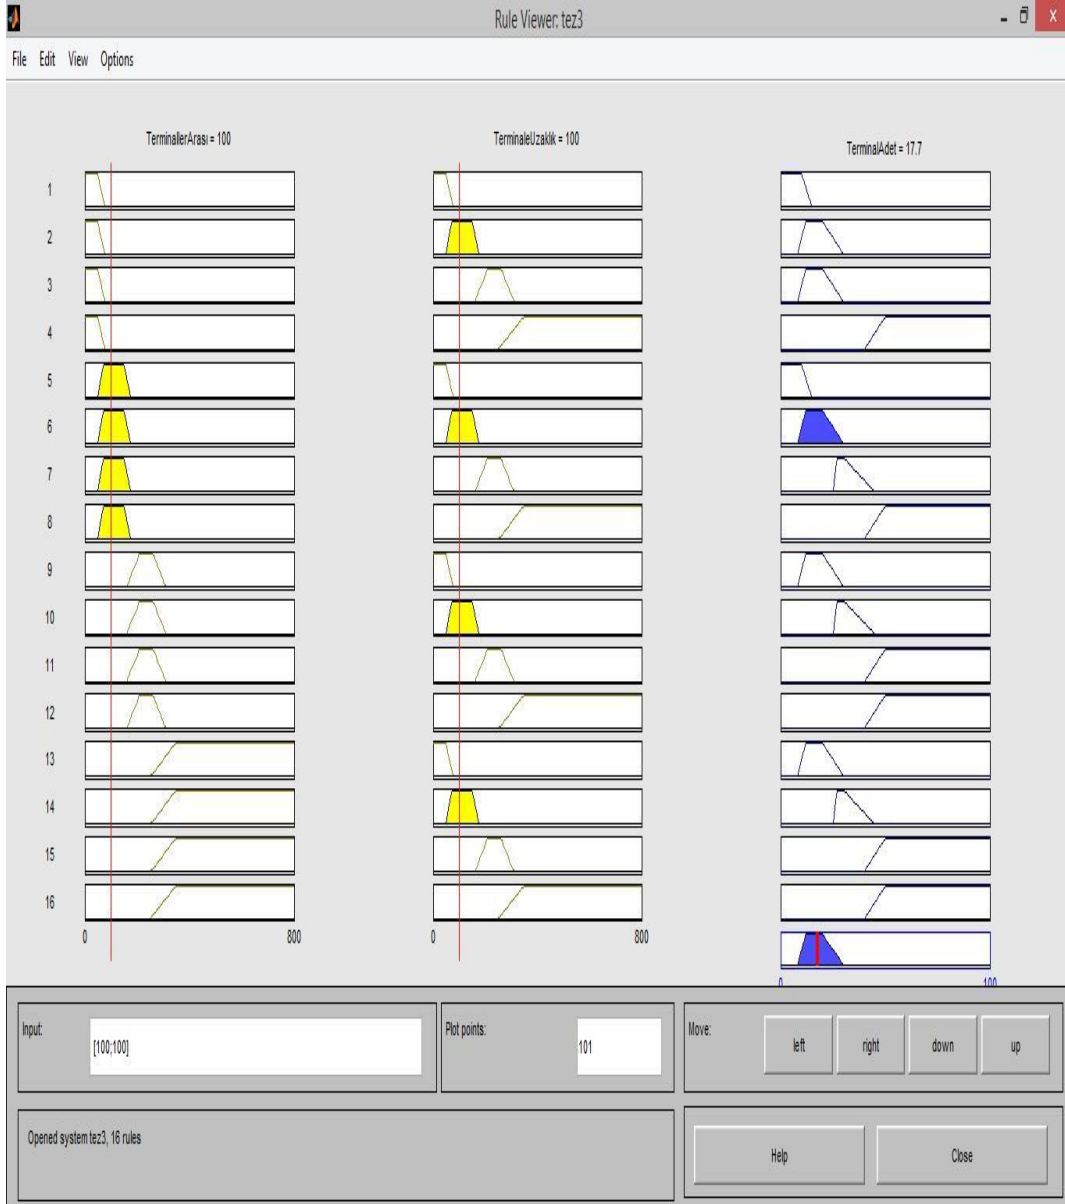 Rule Viewer: tez3
File Edit View Options
TerminallerArası = 100
TerminaleUzaklık = 100
TerminalAdet = 17.7
1
2
3
4
5
6
7
8
9
10
11
12
13
14
15
16
0 800
0 800
0 100
Input:
[100;100]
Plot points:
101
Move:
left right down up
Opened system tez3, 16 rules
Help Close